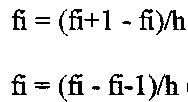 fi = (fi+1 - fi)/h
fi = (fi - fi-1)/h